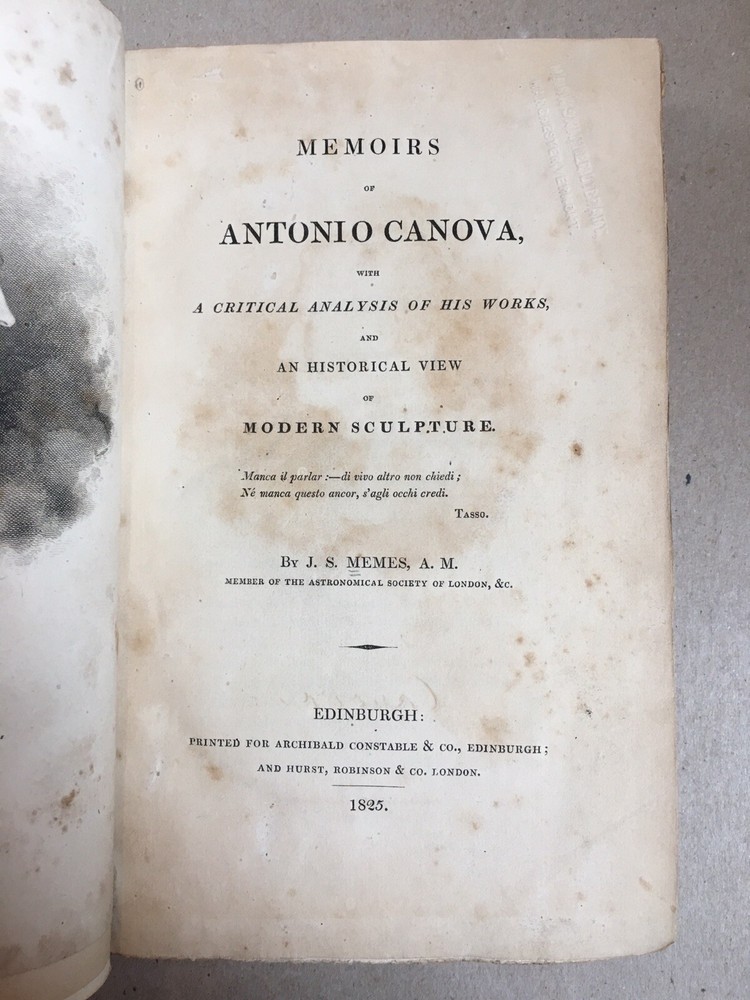 MEMOIRS
OF
ANTONIO CANOVA,
WITH
A CRITICAL ANALYSIS OF HIS WORKS,
AND
AN HISTORICAL VIEW
OF
MODERN SCULPTURE.
Manca il parlar :—di vivo altro non chiedi ;
Né manca questo ancor, s'agli occhi credi.
TASSO.
BY J. S. MEMES, A. M.
MEMBER OF THE ASTRONOMICAL SOCIETY OF LONDON, &C.
EDINBURGH:
PRINTED FOR ARCHIBALD CONSTABLE & CO., EDINBURGH;
AND HURST, ROBINSON & CO. LONDON.
1825.